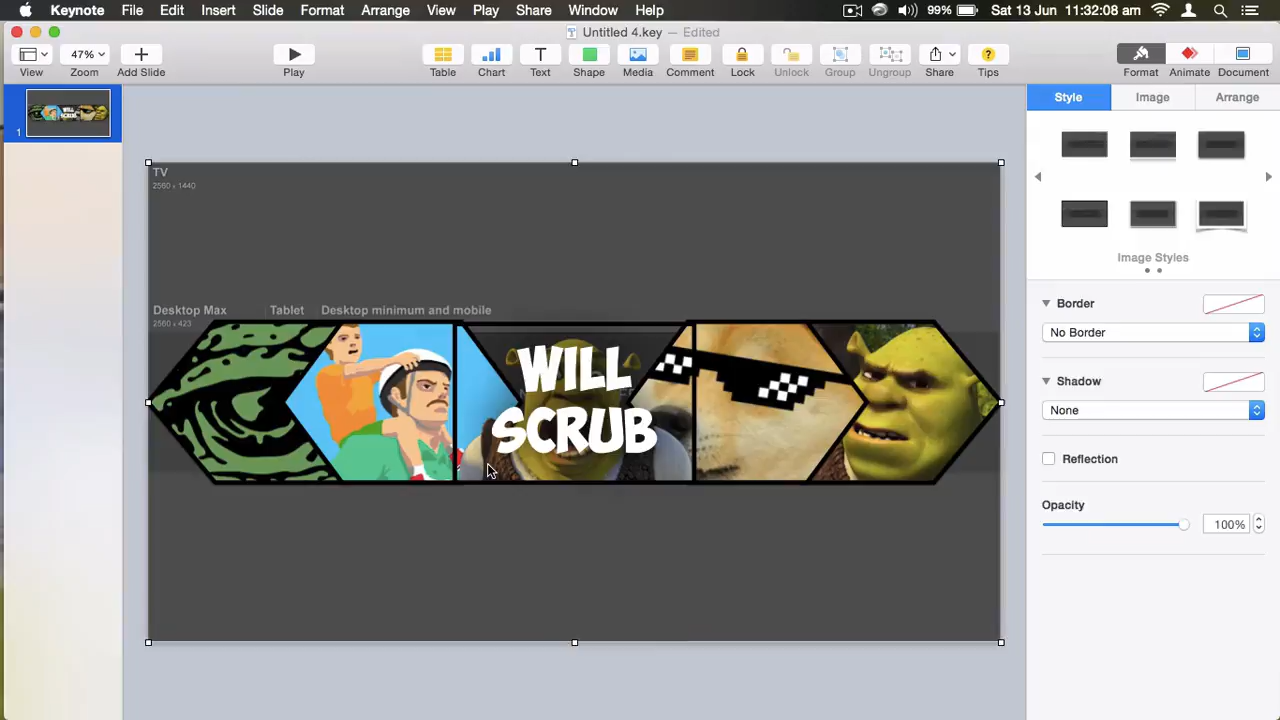 Keynote File Edit Insert Slide Format Arrange View Play Share Window Help 99% Sat 13 Jun 11:32:08 am
Untitled 4.key — Edited
47%
View Zoom Add Slide Play Table Chart Text Shape Media Comment Lock Unlock Group Ungroup Share Tips Format Animate Document
Style Image Arrange
1
WILL SCRUB
TV
2560 x 1440
Desktop Max Tablet Desktop minimum and mobile
2560 x 423
WILL
SCRUB
Image Styles
Border
No Border
Shadow
None
Reflection
Opacity
100%